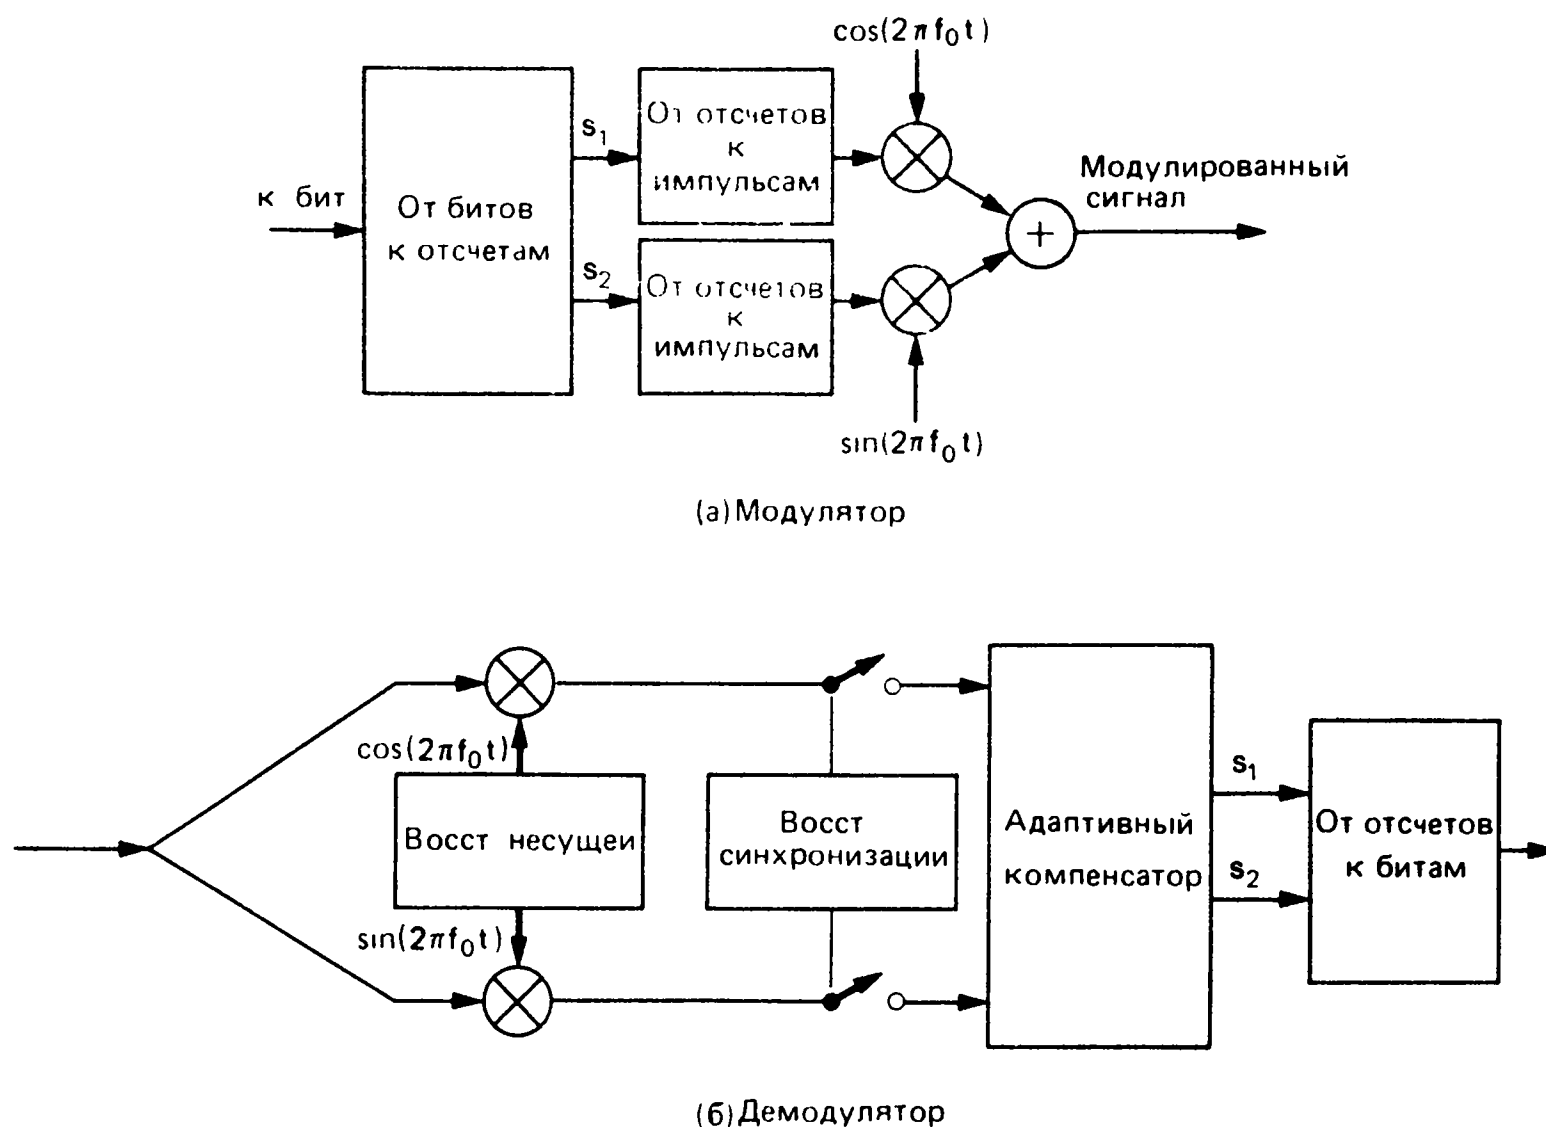 cos(2πf₀t)
От отсчетов
к
импульсам
s₁
Модулированный
сигнал
к бит
От битов
к отсчетам
+
s₂
От отсчетов
к
импульсам
sin(2πf₀t)
(а) Модулятор
cos(2πf₀t)
Восст несущей
sin(2πf₀t)
Восст
синхронизации
Адаптивный
компенсатор
s₁
s₂
От отсчетов
к битам
(б) Демодулятор